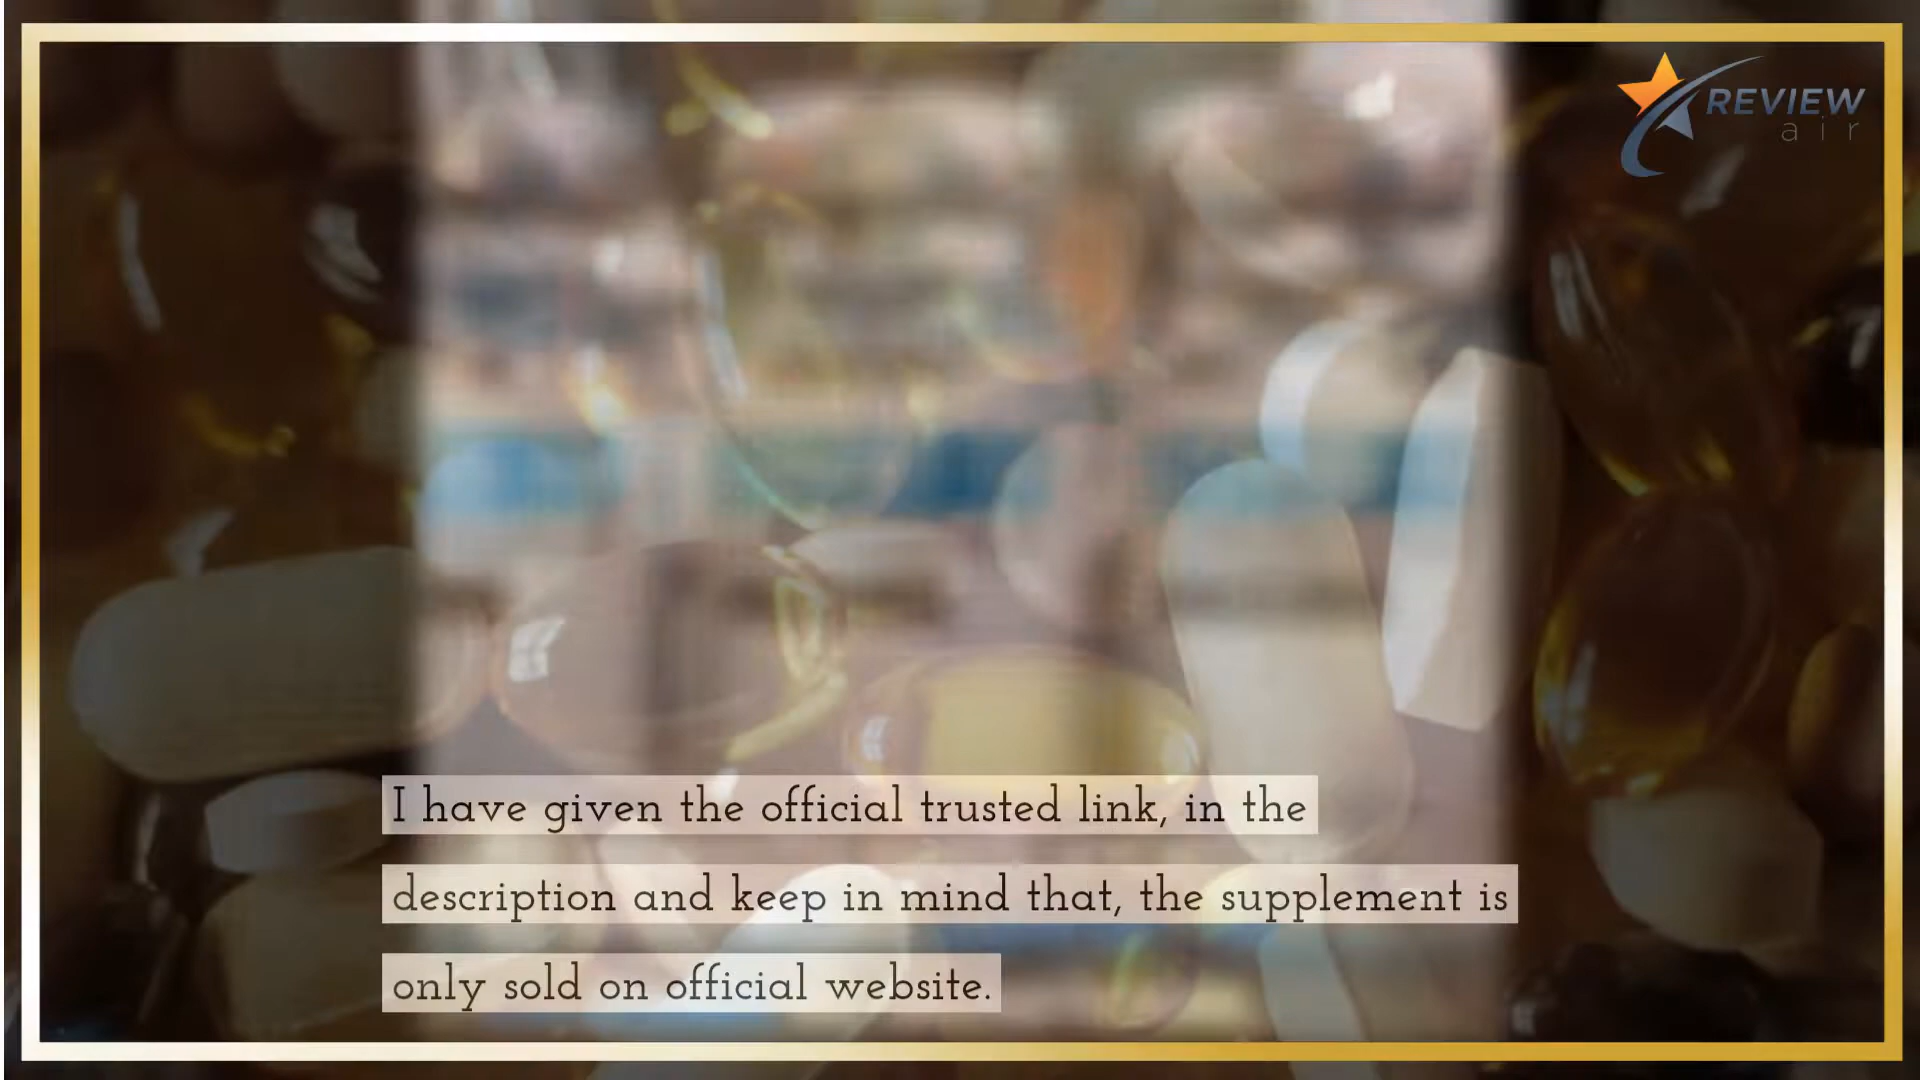 REVIEW
air
I have given the official trusted link, in the
description and keep in mind that, the supplement is
only sold on official website.